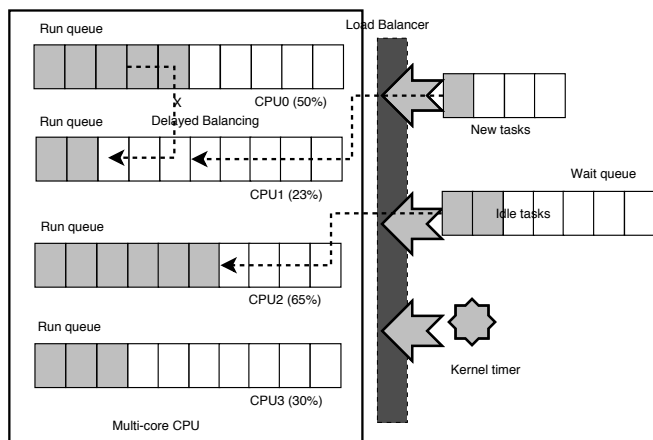 Load Balancer
Run queue
X
CPU0 (50%)
Run queue
Delayed Balancing
CPU1 (23%)
New tasks
Wait queue
Idle tasks
Run queue
CPU2 (65%)
Run queue
CPU3 (30%)
Kernel timer
Multi-core CPU